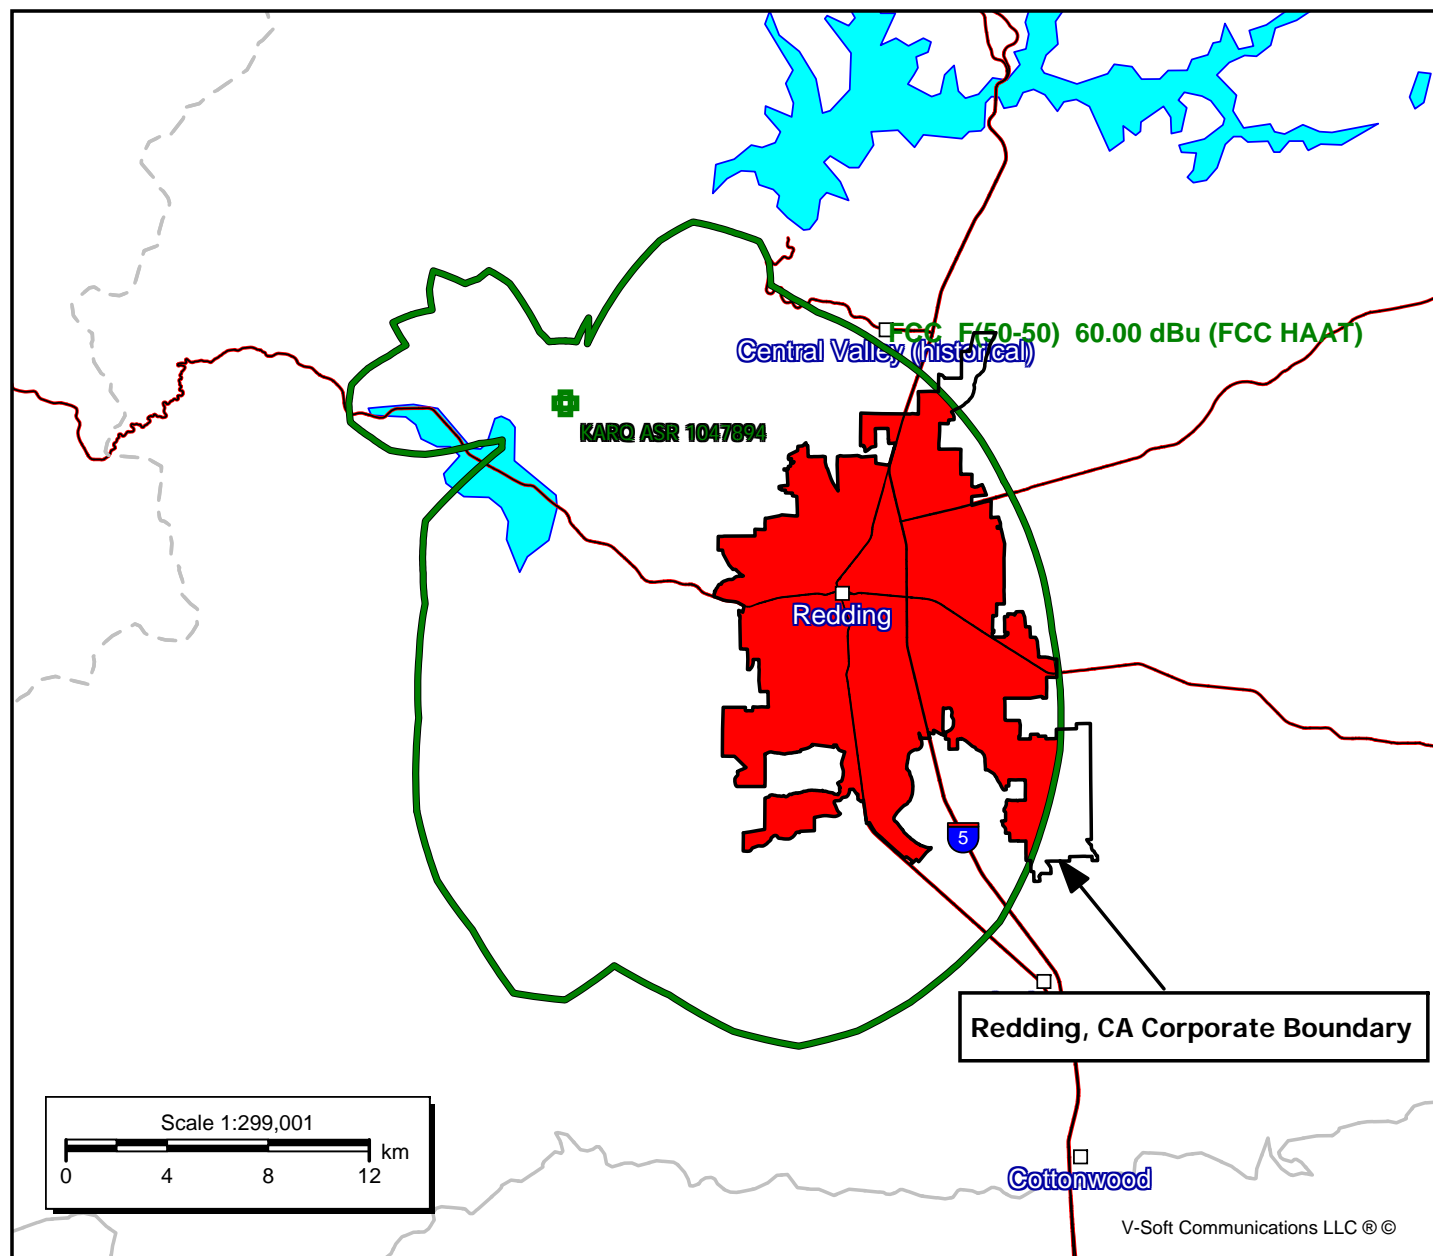 FCC F(50-50) 60.00 dBu (FCC HAAT)
Central Valley (historical)
KARQ ASR 1047894
Redding
5
Redding, CA Corporate Boundary
Scale 1:299,001
km
0 4 8 12
Cottonwood
V-Soft Communications LLC ® ©